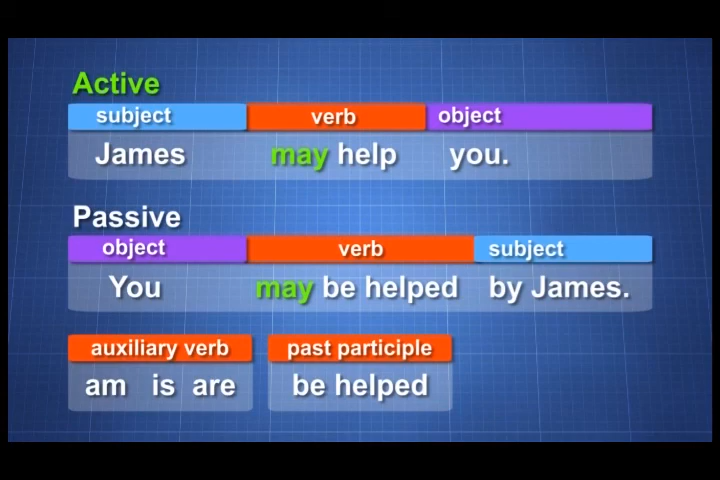 Active
subject verb object
James may help you.
Passive
object verb subject
You may be helped by James.
auxiliary verb past participle
am is are be helped